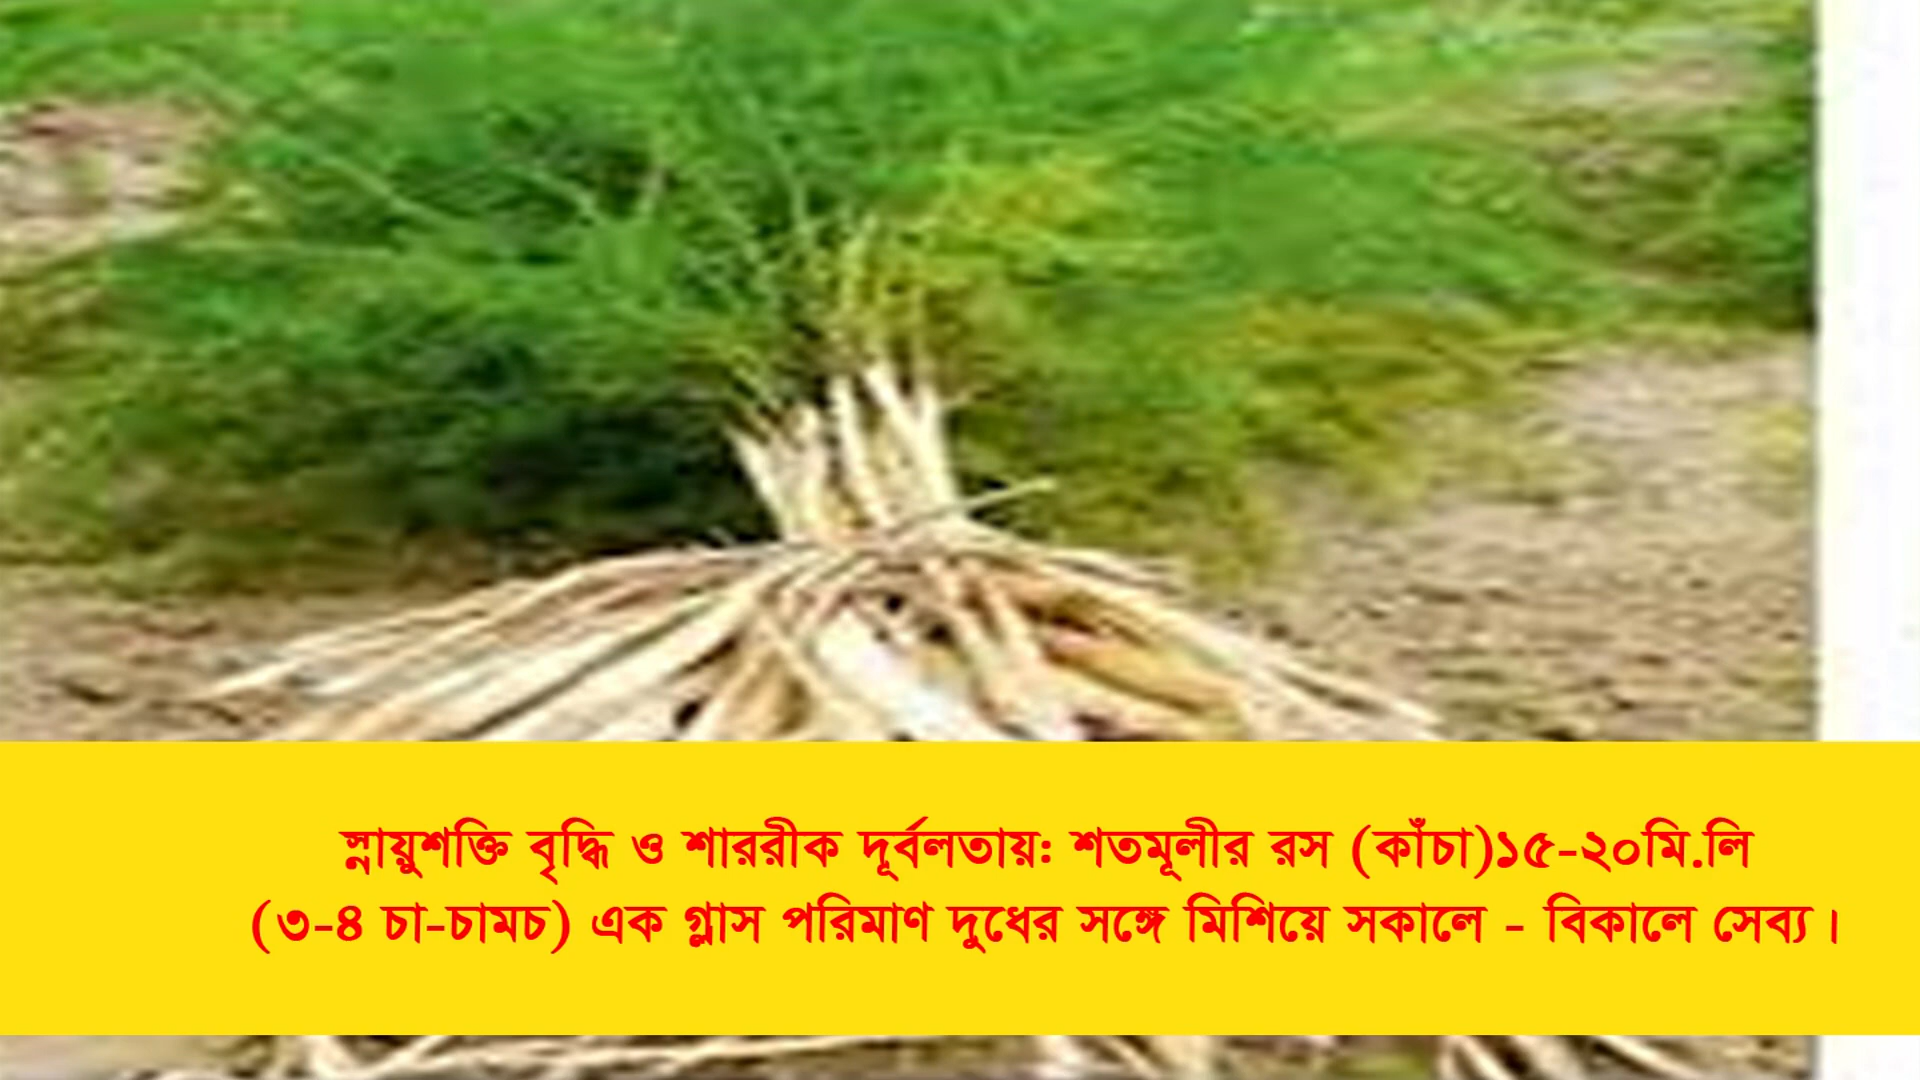 স্নায়ুশক্তি বৃদ্ধি ও শাররীক দূর্বলতায়ঃ শতমূলীর রস (কাঁচা)১৫-২০মি.লি
(৩-৪ চা-চামচ) এক গ্লাস পরিমাণ দুধের সঙ্গে মিশিয়ে সকালে - বিকালে সেব্য।